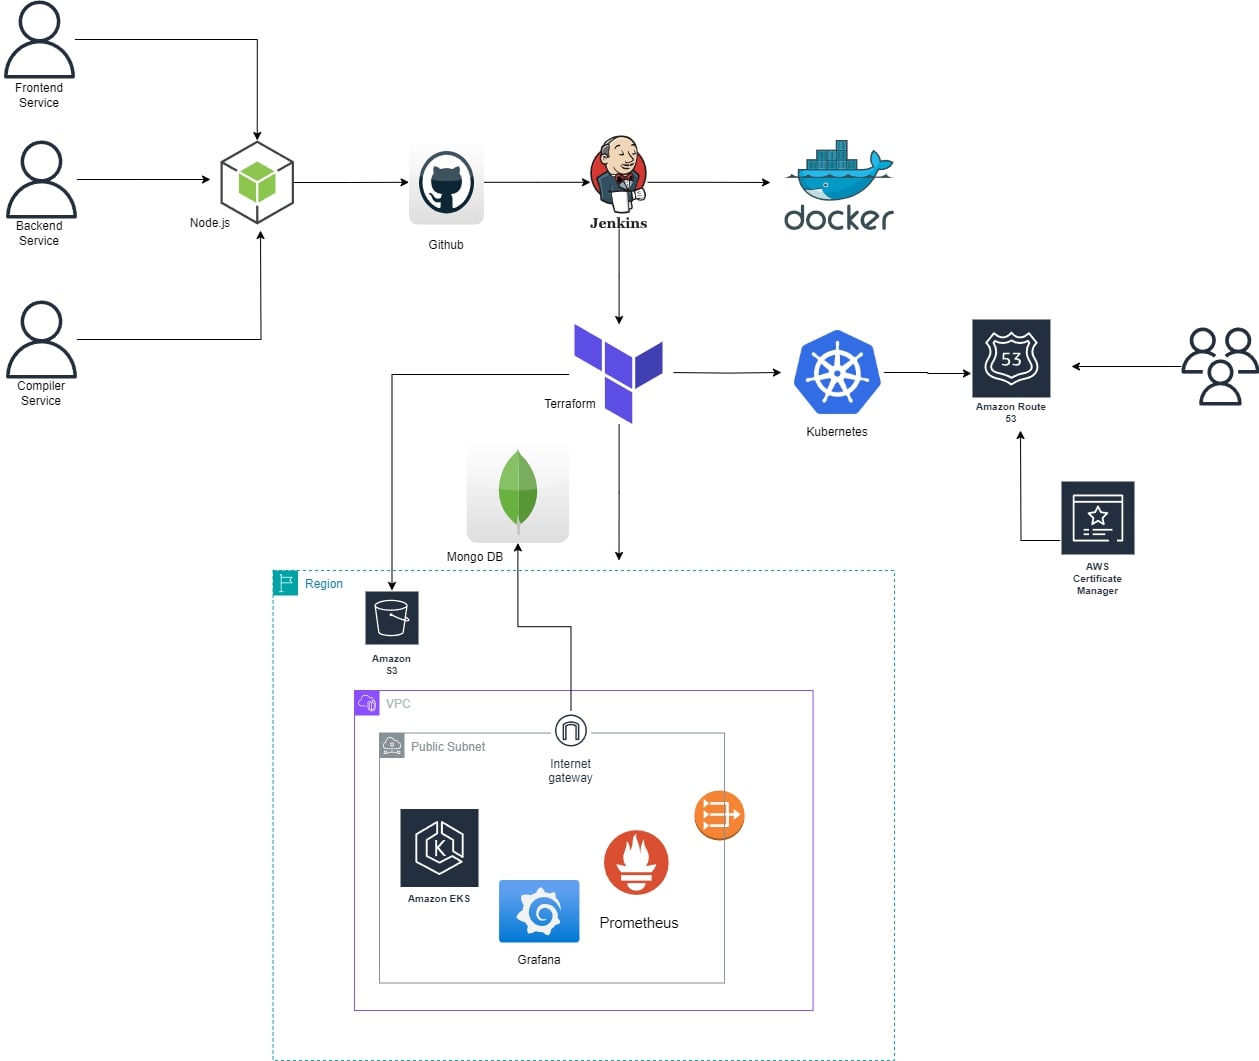 Frontend
Service
Backend
Service
Node.js
Github
Jenkins
docker
Compiler
Service
Terraform
Kubernetes
53
Amazon Route
53
Mongo DB
AWS
Certificate
Manager
Region
Amazon
S3
VPC
Public Subnet
Internet
gateway
K
Amazon EKS
Prometheus
Grafana